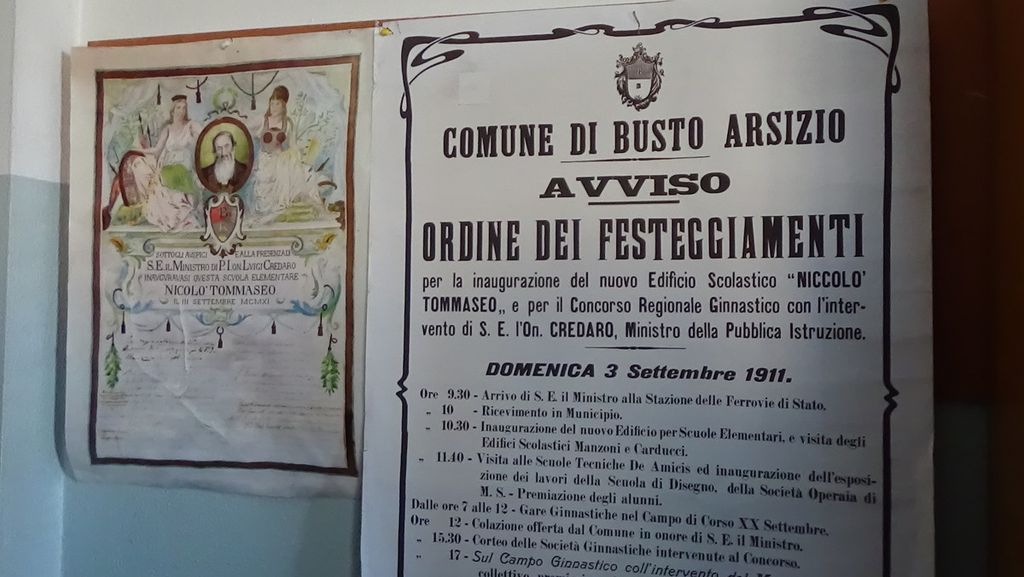 SOTTO GLI AUSPICI E ALLA PRESENZA DI
S.E. IL MINISTRO DI P.I. ON. LUIGI CREDARO
INAUGURAVASI QUESTA SCUOLA ELEMENTARE
NICOLO' TOMMASEO
IL III SETTEMBRE MCMXI
COMUNE DI BUSTO ARSIZIO
AVVISO
ORDINE DEI FESTEGGIAMENTI
per la inaugurazione del nuovo Edificio Scolastico “NICCOLO'
TOMMASEO„ e per il Concorso Regionale Ginnastico con l'inter-
vento di S. E. l'On. CREDARO, Ministro della Pubblica Istruzione.
DOMENICA 3 Settembre 1911.
Ore 9.30 - Arrivo di S. E. il Ministro alla Stazione delle Ferrovie di Stato.
„ 10 - Ricevimento in Municipio.
„ 10.30 - Inaugurazione del nuovo Edificio per Scuole Elementari, e visita degli
Edifici Scolastici Manzoni e Carducci.
„ 11.40 - Visita alle Scuole Tecniche De Amicis ed inaugurazione dell'esposi-
zione dei lavori della Scuola di Disegno, della Società Operaia di
M. S. - Premiazione degli alunni.
Dalle ore 7 alle 12 - Gare Ginnastiche nel Campo di Corso XX Settembre.
Ore 12 - Colazione offerta dal Comune in onore di S. E. il Ministro.
„ 15.30 - Corteo delle Società Ginnastiche intervenute al Concorso.
„ 17 - Sul Campo Ginnastico coll'intervento del
collettivo